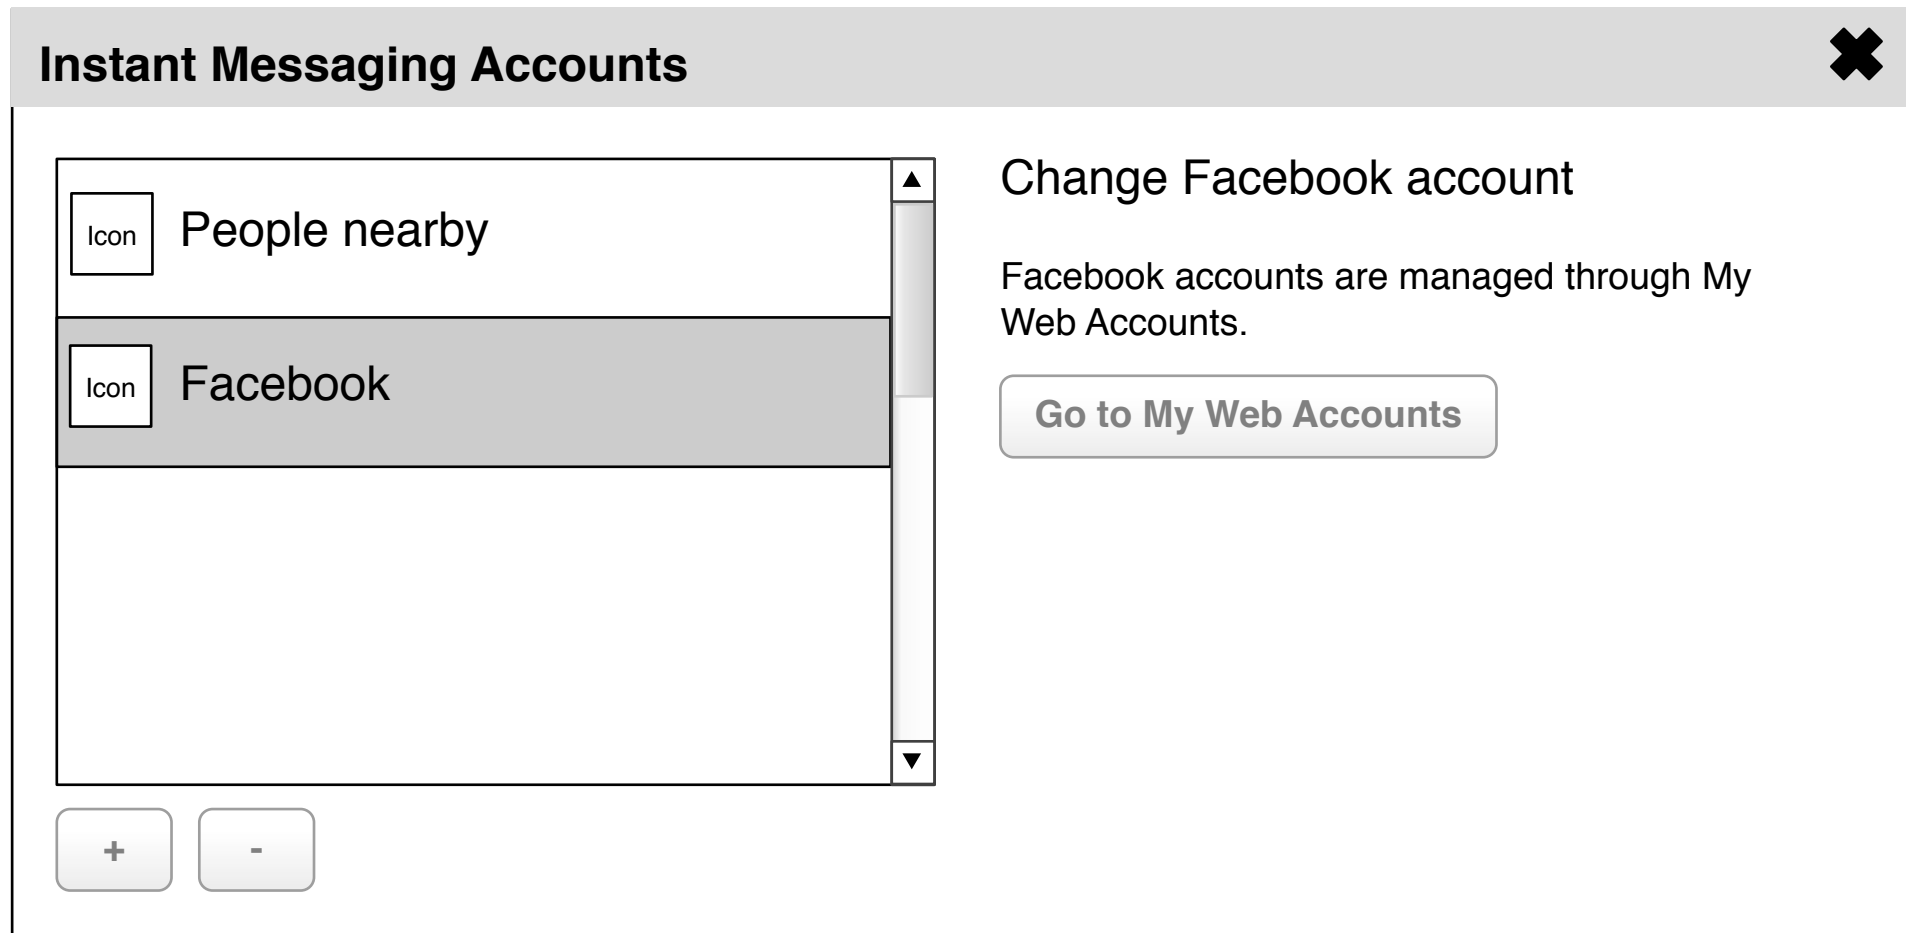 Instant Messaging Accounts
Icon People nearby
Icon Facebook
+ -
Change Facebook account
Facebook accounts are managed through My
Web Accounts.
Go to My Web Accounts